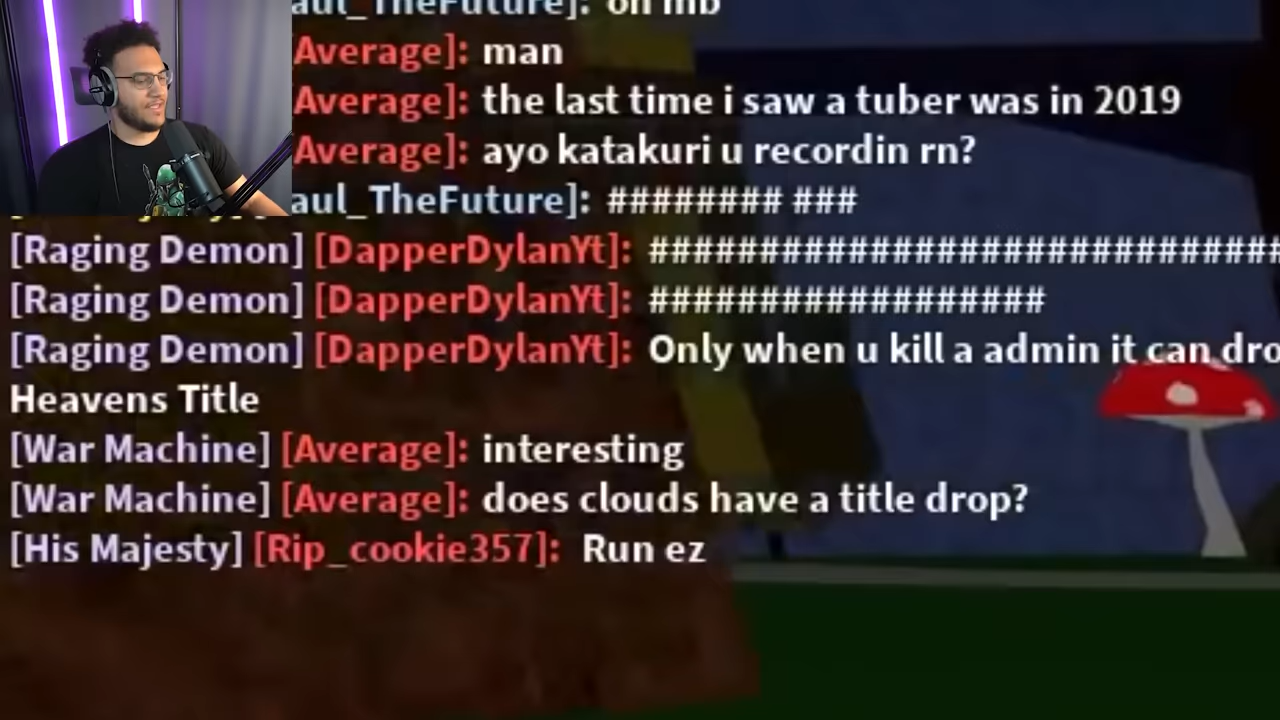 aul_TheFuture]: oh mb
[Average]: man
[Average]: the last time i saw a tuber was in 2019
[Average]: ayo katakuri u recordin rn?
aul_TheFuture]: ######## ###
[Raging Demon] [DapperDylanYt]: #############################
[Raging Demon] [DapperDylanYt]: ##################
[Raging Demon] [DapperDylanYt]: Only when u kill a admin it can dro
Heavens Title
[War Machine] [Average]: interesting
[War Machine] [Average]: does clouds have a title drop?
[His Majesty] [Rip_cookie357]: Run ez